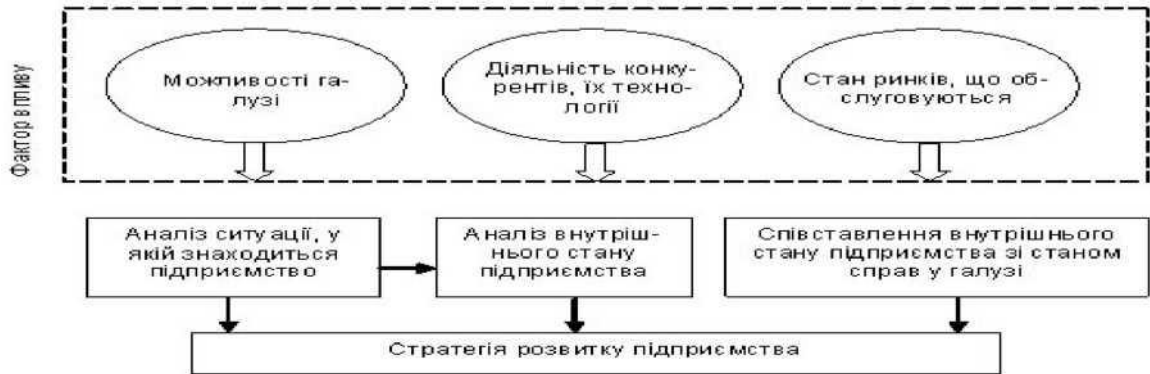 Фактор впливу
Можливості га-
лузі
Діяльність конку-
рентів, їх техно-
логії
Стан ринків, що об-
слуговуються
Аналіз ситуації, у
якій знаходиться
підприємство
Аналіз внутріш-
нього стану
підприємства
Співставлення внутрішнього
стану підприємства зі станом
справ у галузі
Стратегія розвитку підприємства